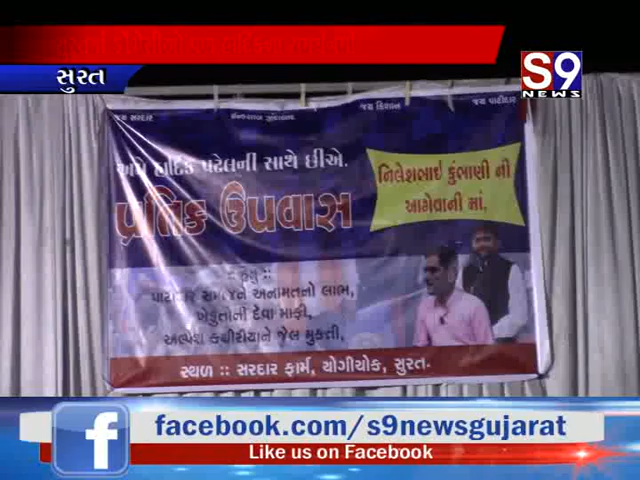 સુરત
S9
NEWS
જય સરદાર
જય કિસાન
જય પાટીદાર
અમે હાર્દિક પટેલની સાથે છીએ.
પ્રતિક ઉપવાસ
નિલેશભાઇ કુંભાણી ની
આગેવાની માં,
:: હેતુ ::
પાટીદાર સમાજને અનામતનો લાભ,
ખેડુતોની દેવા માફી,
અલ્પેશ કથીરીયાને જેલ મુક્તી,
સ્થળ :: સરદાર ફાર્મ, યોગીચોક, સુરત.
facebook.com/s9newsgujarat
Like us on Facebook